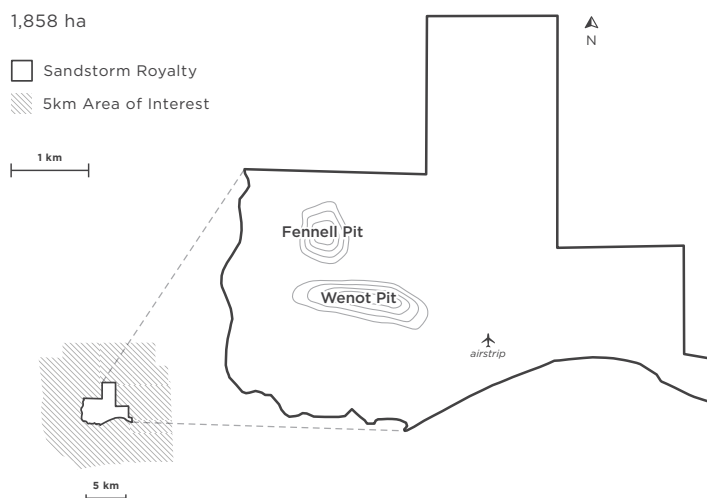 1,858 ha
N
Sandstorm Royalty
5km Area of Interest
1 km
Fennell Pit
Wenot Pit
airstrip
5 km